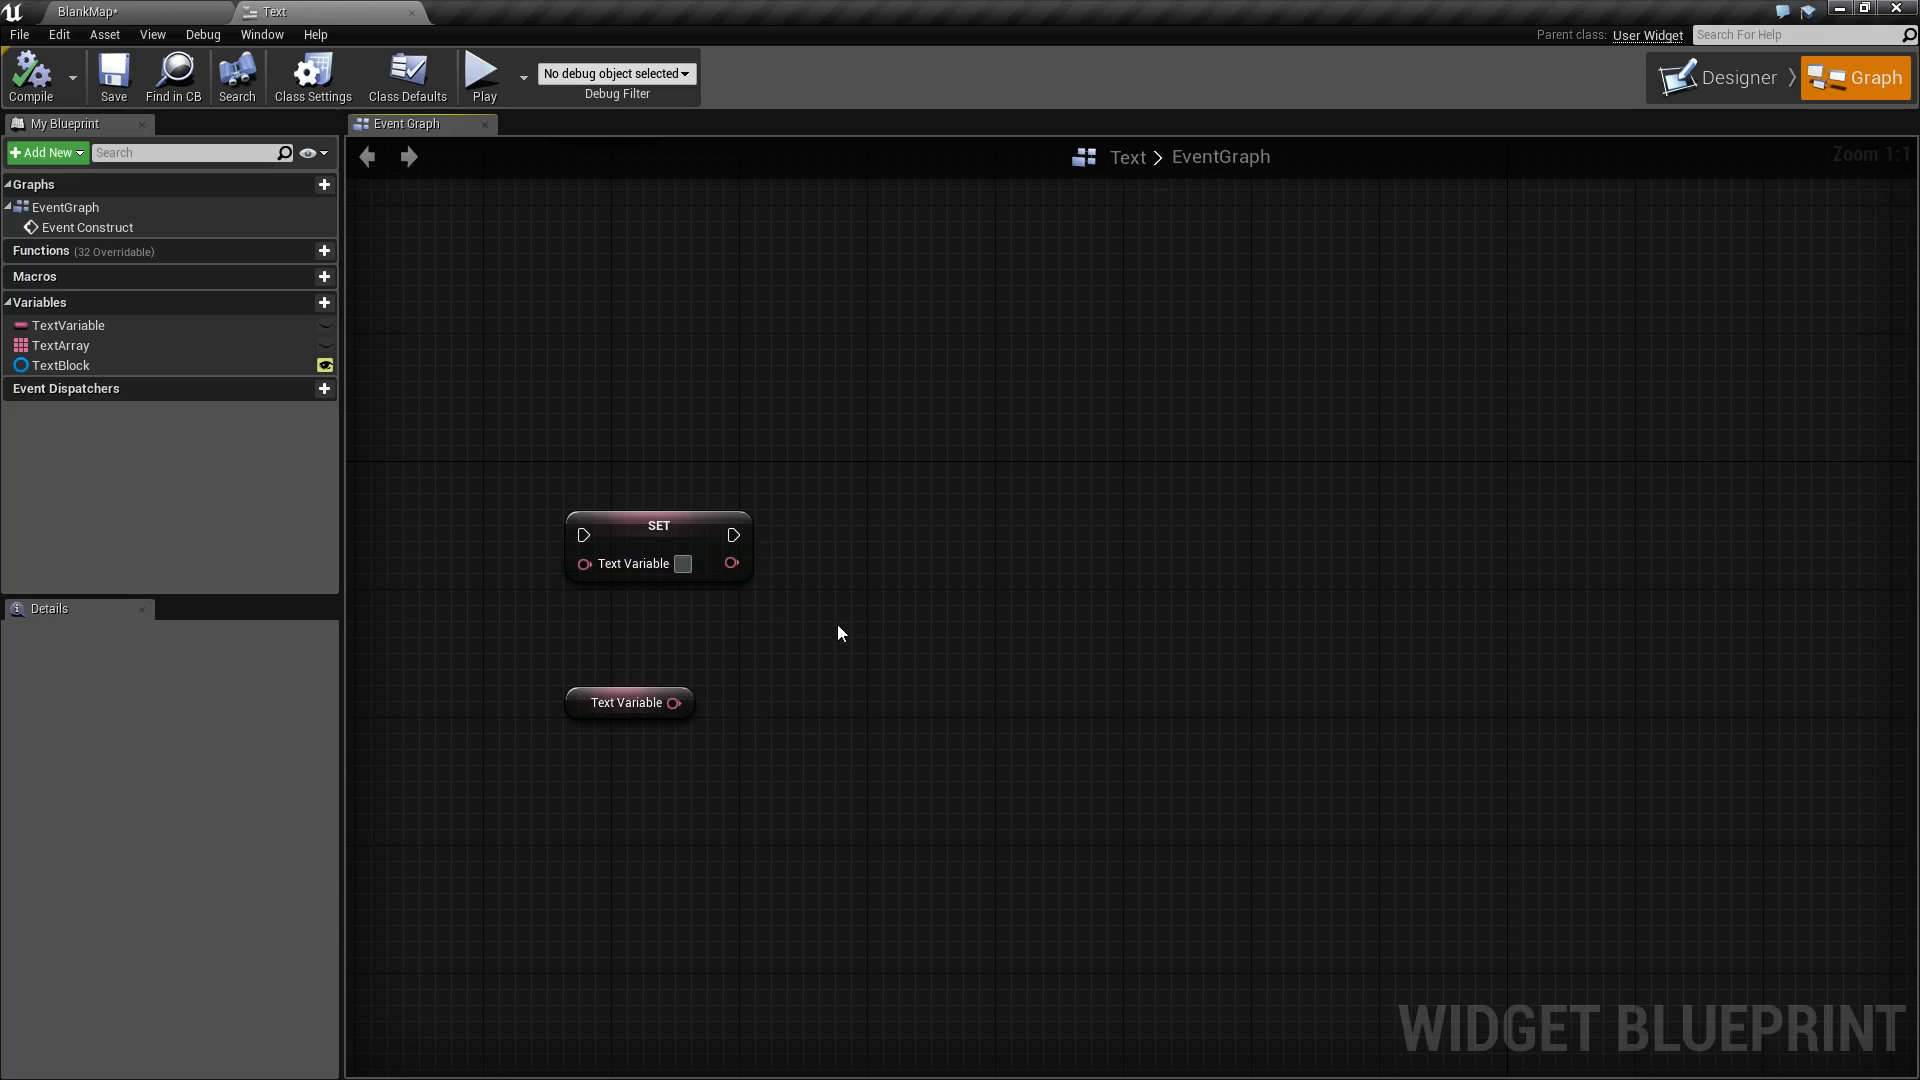 BlankMap*
Text
File Edit Asset View Debug Window Help
Parent class: User Widget
Search For Help
Compile
Save
Find in CB
Search
Class Settings
Class Defaults
Play
No debug object selected
Debug Filter
Designer
Graph
My Blueprint
Event Graph
Add New
Search
Text > EventGraph
Zoom 1:1
Graphs
EventGraph
Event Construct
Functions (32 Overridable)
Macros
Variables
TextVariable
TextArray
TextBlock
Event Dispatchers
SET
Text Variable
Details
Text Variable
WIDGET BLUEPRINT